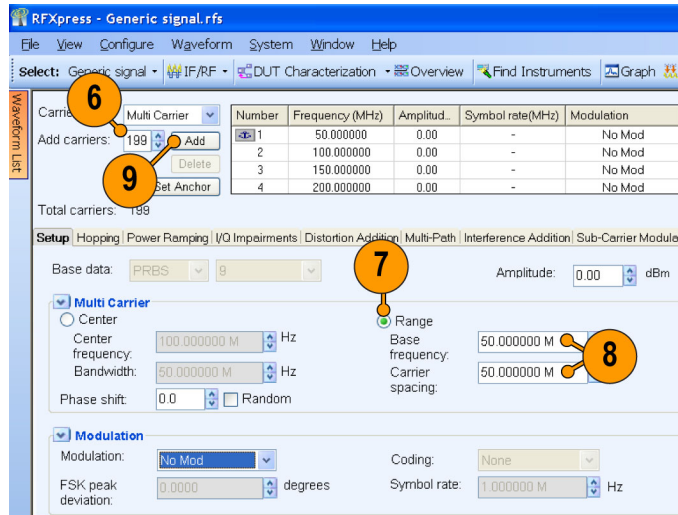 RFXpress - Generic signal.rfs
File View Configure Waveform System Window Help
Select: Generic signal IF/RF DUT Characterization Overview Find Instruments Graph
Waveform List
6
Multi Carrier
Add carriers: 199 Add
Delete
9
Set Anchor
Total carriers: 199
Number Frequency (MHz) Amplitud... Symbol rate(MHz) Modulation
1 50.000000 0.00 - No Mod
2 100.000000 0.00 - No Mod
3 150.000000 0.00 - No Mod
4 200.000000 0.00 - No Mod
Setup Hopping Power Ramping I/Q Impairments Distortion Addition Multi-Path Interference Addition Sub-Carrier Modula
7
Base data: PRBS 9 Amplitude: 0.00 dBm
Multi Carrier
Center
Center frequency: 100.000000 M Hz
Bandwidth: 50.000000 M Hz
Phase shift: 0.0 Random
Range
Base frequency: 50.000000 M
Carrier spacing: 50.000000 M
8
Modulation
Modulation: No Mod Coding: None
FSK peak deviation: 0.0000 degrees Symbol rate: 1.000000 M Hz